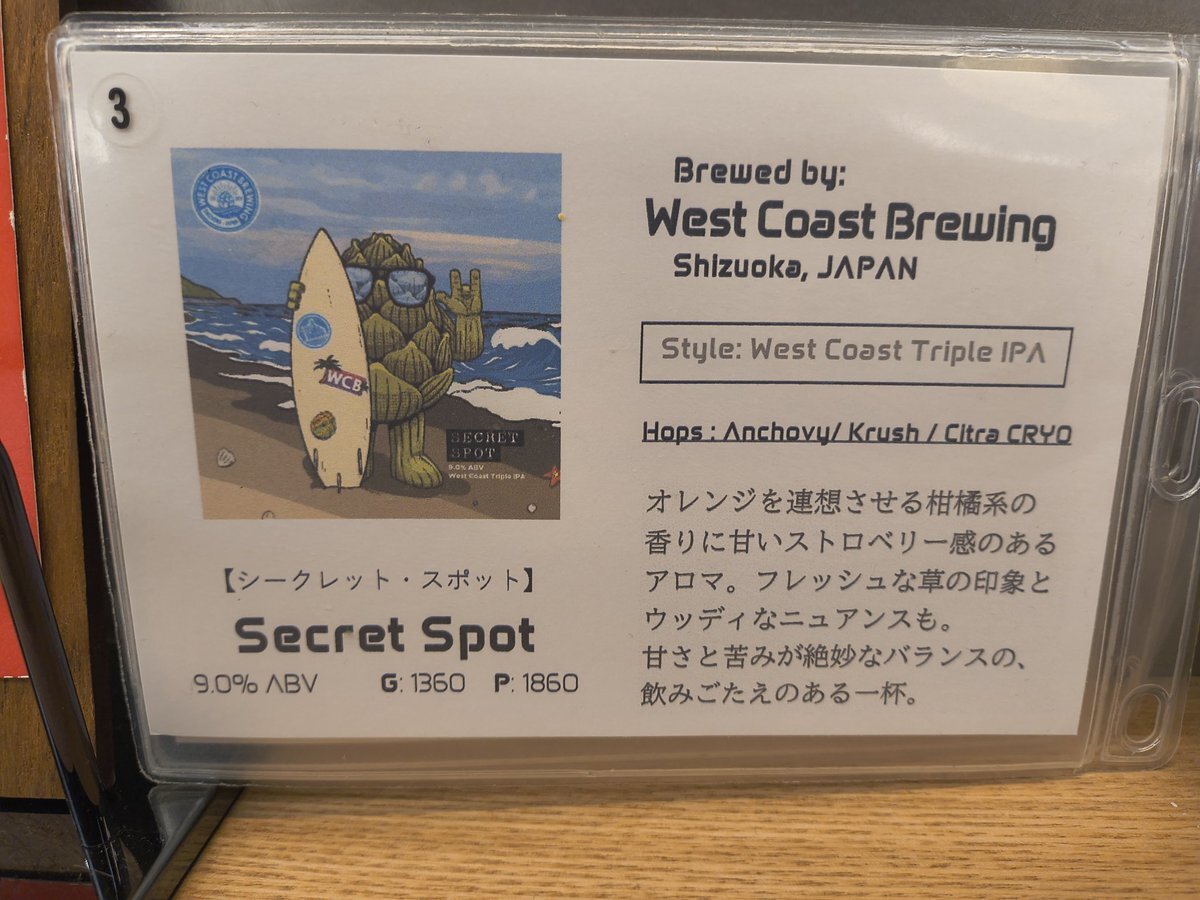 3
WEST COAST BREWING
WCB
SECRET
SPOT
9.0% ABV
West Coast Triple IPA
【シークレット・スポット】
Secret Spot
9.0% ABV G: 1360 P: 1860
Brewed by:
West Coast Brewing
Shizuoka, JAPAN
Style: West Coast Triple IPA
Hops : Anchovy/ Krush / Citra CRYO
オレンジを連想させる柑橘系の
香りに甘いストロベリー感のある
アロマ。フレッシュな草の印象と
ウッディなニュアンスも。
甘さと苦みが絶妙なバランスの、
飲みごたえのある一杯。